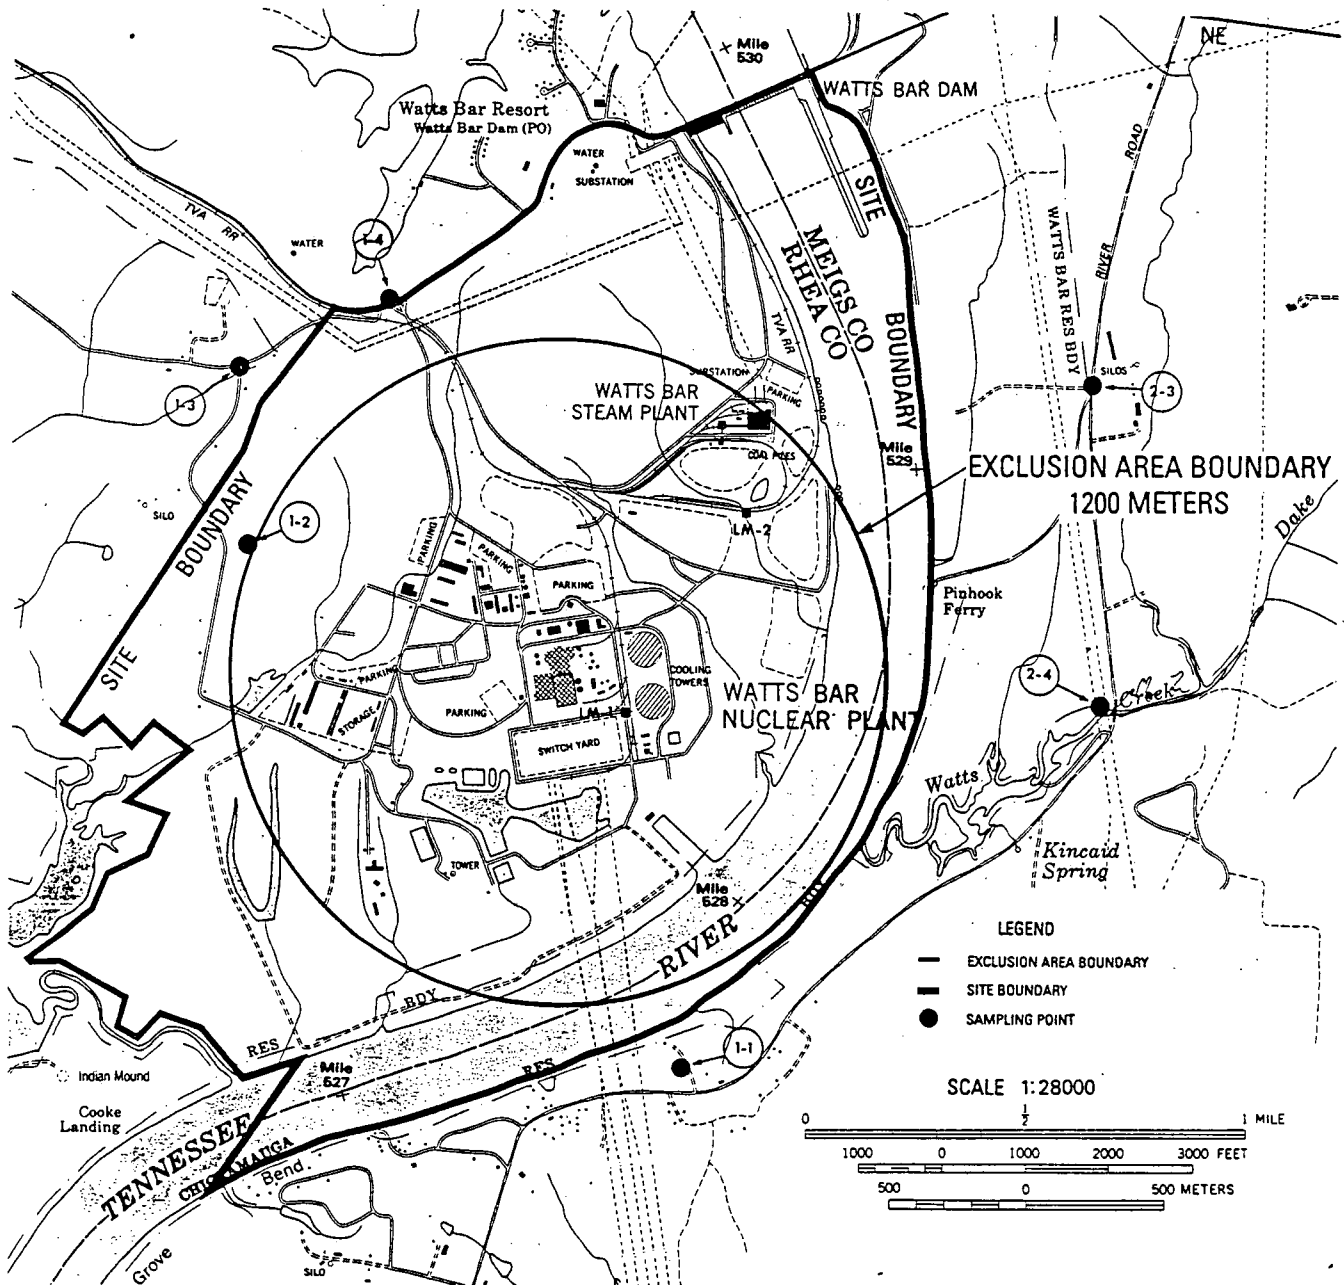 NE
Mile
530
WATTS BAR DAM
Watts Bar Resort
Watts Bar Dam (PO)
WATER
SUBSTATION
ROAD
RIVER
SITE
BOUNDARY
TVA
RR
WATER
1-4
MEIGS CO
RHEA CO
WATTS BAR RES BDY
TVA RR
SUBSTATION
PARKING
SILOS
2-3
1-3
WATTS BAR
STEAM PLANT
COAL PILES
Mile
529
EXCLUSION AREA BOUNDARY
1200 METERS
SILO
1-2
LM-2
BOUNDARY
SITE
PARKING
PARKING
PARKING
PARKING
Dake
Pinhook
Ferry
COOLING
TOWERS
2-4
Creek
PARKING
STORAGE
PARKING
LM-1
WATTS BAR
NUCLEAR PLANT
SWITCH YARD
Watts
TOWER
Kincaid
Spring
Mile
528
BDY
RIVER
LEGEND
EXCLUSION AREA BOUNDARY
SITE BOUNDARY
SAMPLING POINT
BDY
RES
RES
1-1
Indian Mound
Mile
527
Cooke
Landing
TENNESSEE
CHICKAMAUGA
Bend
Grove
SILO
SCALE 1:28000
0 1/2 1 MILE
1000 0 1000 2000 3000 FEET
500 0 500 METERS